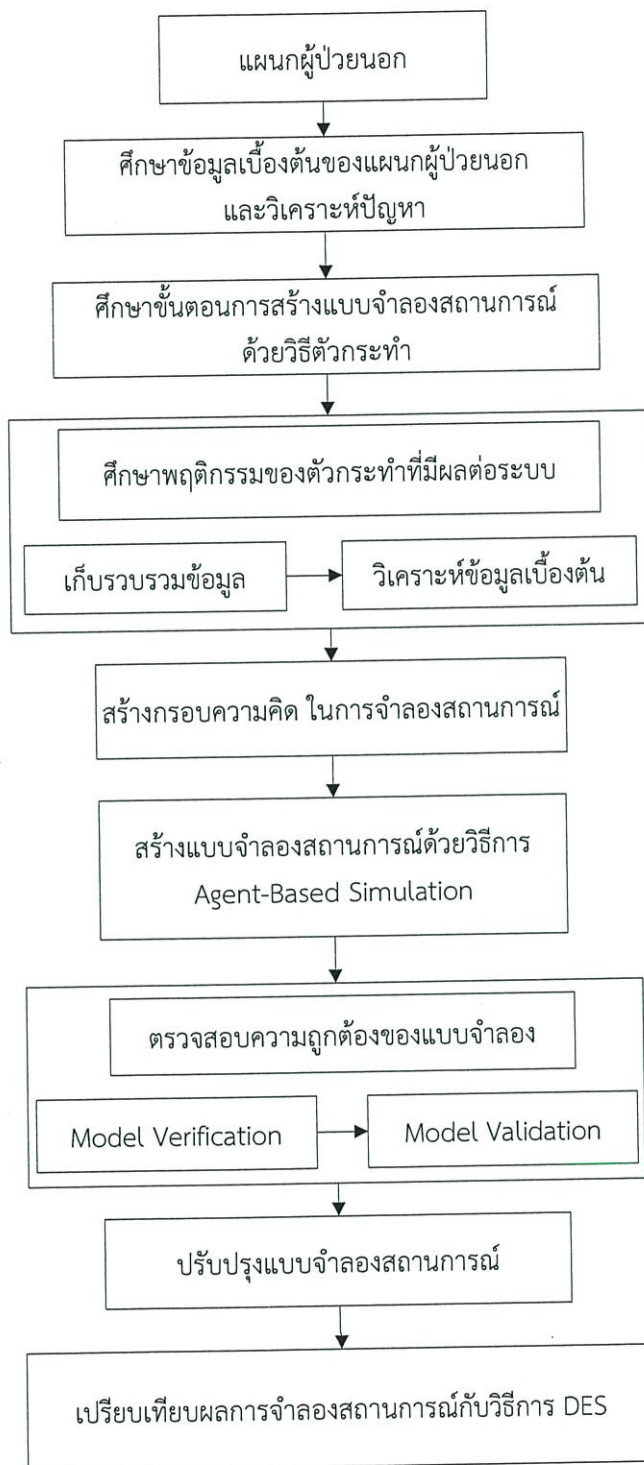 แผนกผู้ป่วยนอก
ศึกษาข้อมูลเบื้องต้นของแผนกผู้ป่วยนอก
และวิเคราะห์ปัญหา
ศึกษาขั้นตอนการสร้างแบบจำลองสถานการณ์
ด้วยวิธีตัวกระทำ
ศึกษาพฤติกรรมของตัวกระทำที่มีผลต่อระบบ
เก็บรวบรวมข้อมูล
วิเคราะห์ข้อมูลเบื้องต้น
สร้างกรอบความคิด ในการจำลองสถานการณ์
สร้างแบบจำลองสถานการณ์ด้วยวิธีการ
Agent-Based Simulation
ตรวจสอบความถูกต้องของแบบจำลอง
Model Verification
Model Validation
ปรับปรุงแบบจำลองสถานการณ์
เปรียบเทียบผลการจำลองสถานการณ์กับวิธีการ DES